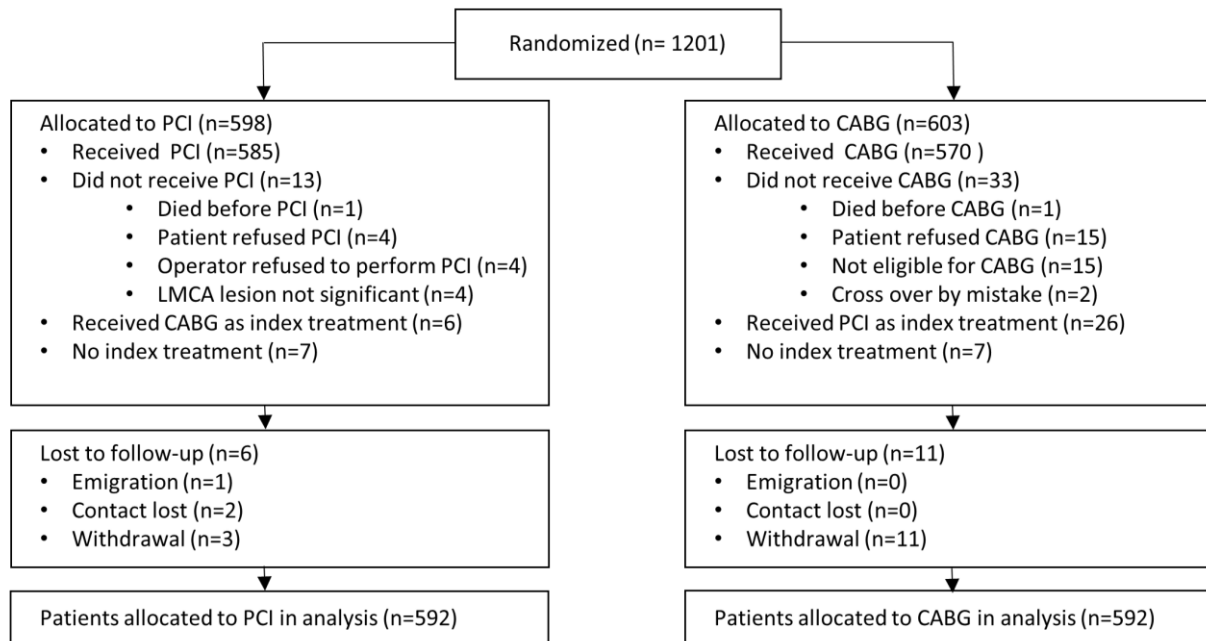 Randomized (n= 1201)
Allocated to PCI (n=598)
• Received  PCI (n=585)
• Did not receive PCI (n=13)
• Died before PCI (n=1)
• Patient refused PCI (n=4)
• Operator refused to perform PCI (n=4)
• LMCA lesion not significant (n=4)
• Received CABG as index treatment (n=6)
• No index treatment (n=7)
Allocated to CABG (n=603)
• Received  CABG (n=570 )
• Did not receive CABG (n=33)
• Died before CABG (n=1)
• Patient refused CABG (n=15)
• Not eligible for CABG (n=15)
• Cross over by mistake (n=2)
• Received PCI as index treatment (n=26)
• No index treatment (n=7)
Lost to follow-up (n=6)
• Emigration (n=1)
• Contact lost (n=2)
• Withdrawal (n=3)
Lost to follow-up (n=11)
• Emigration (n=0)
• Contact lost (n=0)
• Withdrawal (n=11)
Patients allocated to PCI in analysis (n=592)
Patients allocated to CABG in analysis (n=592)